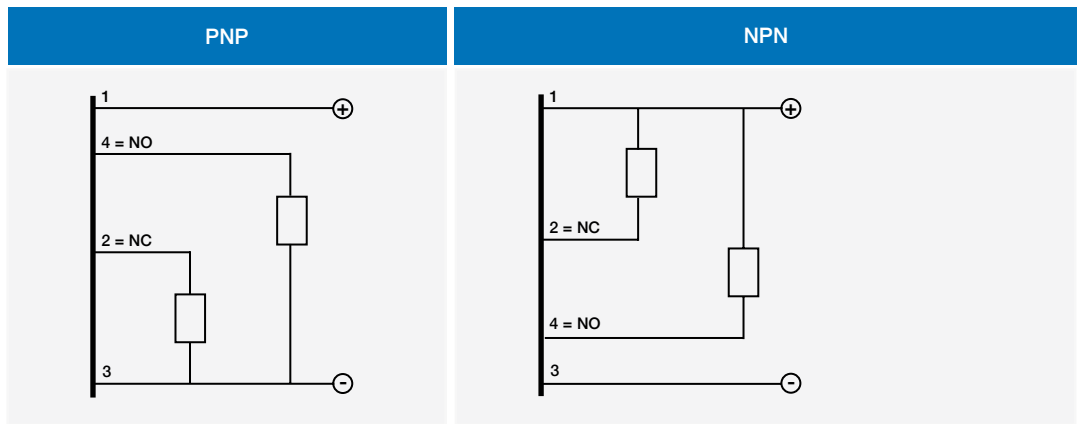 PNP
1
+
4 = NO
2 = NC
3
-
NPN
1
+
2 = NC
4 = NO
3
-